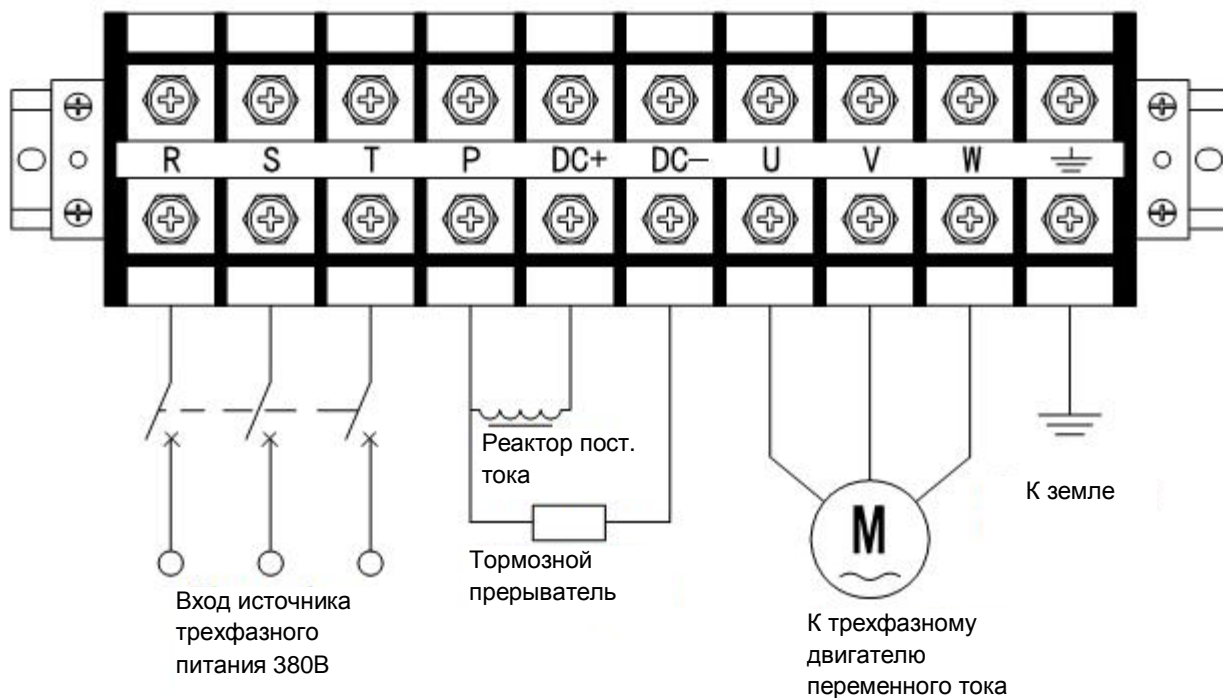 R S T P DC+ DC− U V W
Реактор пост.
тока
К земле
Тормозной
прерыватель
M
Вход источника
трехфазного
питания 380В
К трехфазному
двигателю
переменного тока